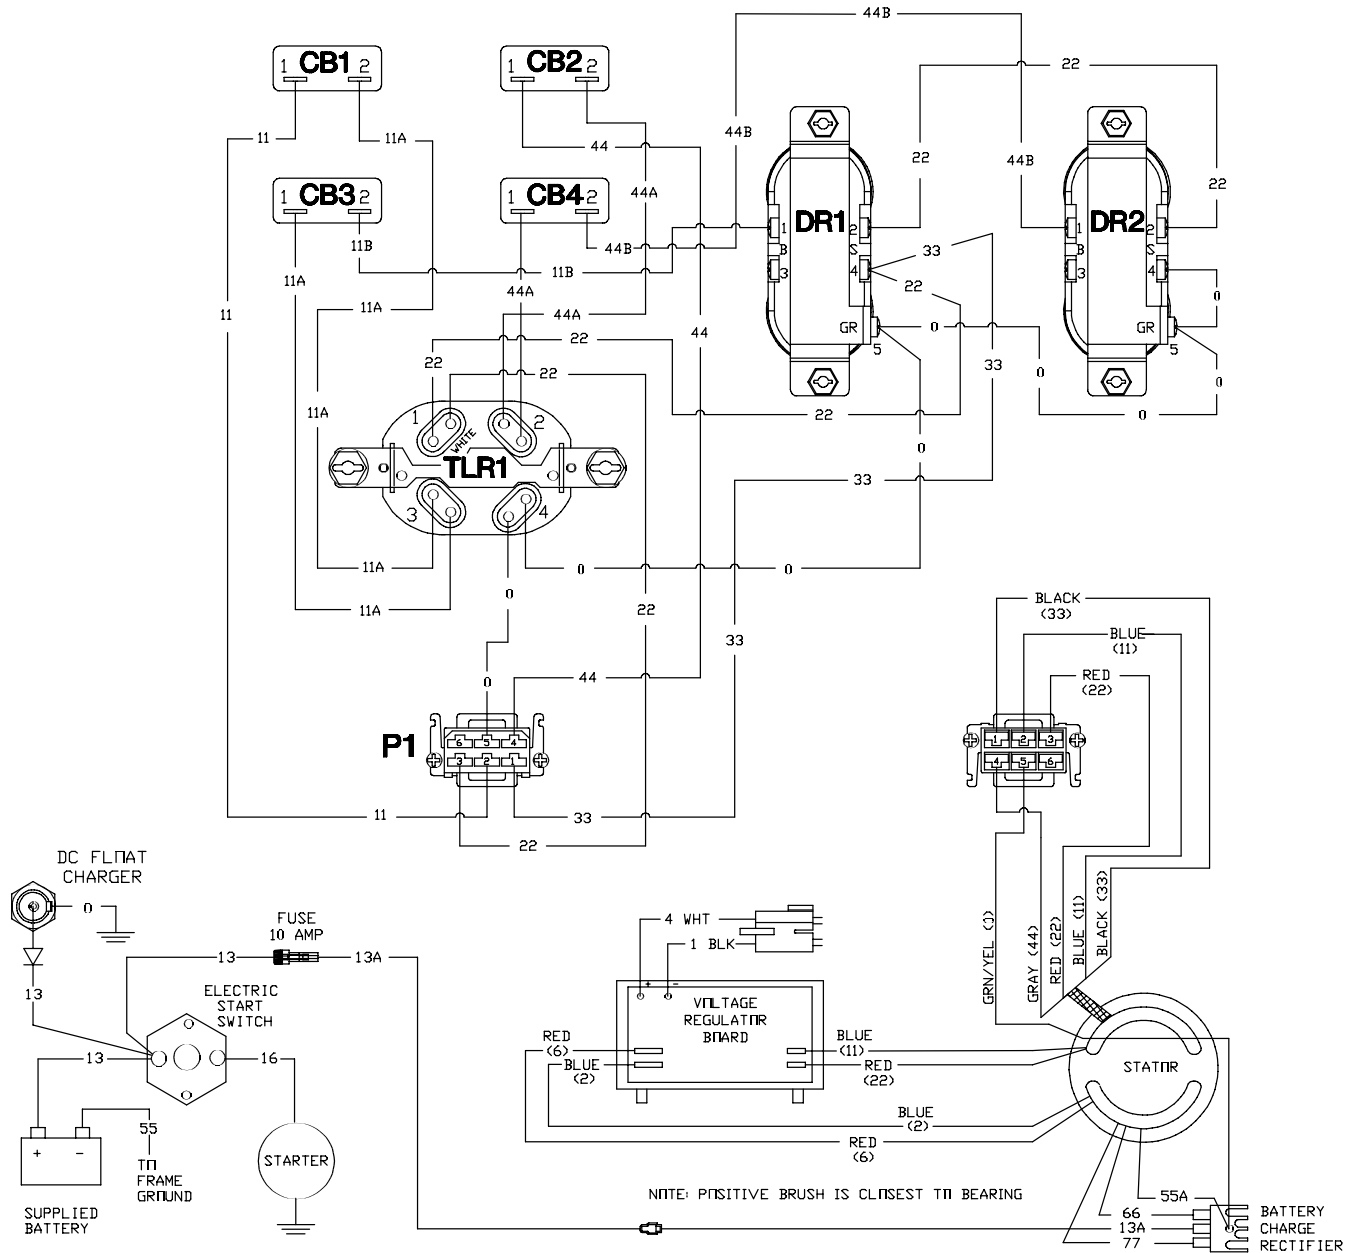 44B
1 CB1 2
1 CB2 2
22
11
11A
44
44B
22
44B
44A
22
1 CB3 2
1 CB4 2
DR1
1
2
B
S
3
4
GR
5
DR2
1
2
B
S
3
4
GR
5
11B
44B
33
22
11A
11B
44A
11
11A
44A
0
0
22
44
22
33
0
0
22
11A
1
2
WHITE
22
0
0
TLR1
3
4
33
11A
0
0
0
11A
22
33
BLACK
(33)
BLUE
(11)
RED
(22)
0
44
P1
6 5 4
3 2 1
1 2 3
4 5 6
11
33
22
DC FLOAT
CHARGER
0
FUSE
10 AMP
13
13A
13
ELECTRIC
START
SWITCH
13
16
55
TO
FRAME
GROUND
+ -
SUPPLIED
BATTERY
STARTER
4 WHT
1 BLK
+ -
VOLTAGE
REGULATOR
BOARD
RED
(6)
BLUE
(2)
BLUE
(11)
RED
(22)
BLUE
(2)
RED
(6)
GRN/YEL (0)
GRAY (44)
RED (22)
BLUE (11)
BLACK (33)
STATOR
NOTE: POSITIVE BRUSH IS CLOSEST TO BEARING
55A
66
13A
77
BATTERY
CHARGE
RECTIFIER